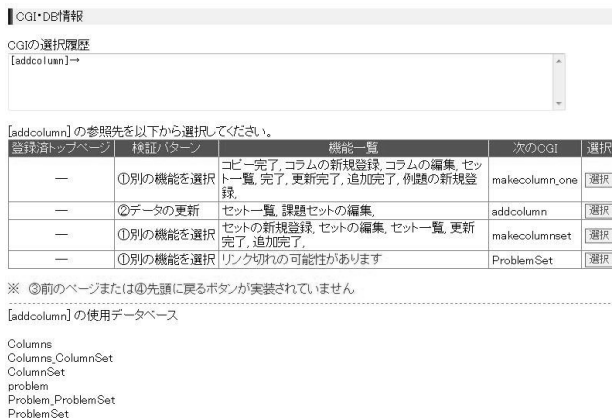 CGI・DB情報
CGIの選択履歴
[addcolumn]→
[addcolumn] の参照先を以下から選択してください。
登録済トップページ 検証パターン 機能一覧 次のCGI 選択
― ①別の機能を選択 コピー完了, コラムの新規登録, コラムの編集, セット一覧, 完了, 更新完了, 追加完了, 例題の新規登録, makecolumn_one 選択
― ②データの更新 セット一覧, 課題セットの編集, addcolumn 選択
― ①別の機能を選択 セットの新規登録, セットの編集, セット一覧, 更新完了, 追加完了, makecolumnset 選択
― ①別の機能を選択 リンク切れの可能性があります ProblemSet 選択
※ ③前のページまたは④先頭に戻るボタンが実装されていません
[addcolumn] の使用データベース
Columns
Columns_ColumnSet
ColumnSet
problem
Problem_ProblemSet
ProblemSet